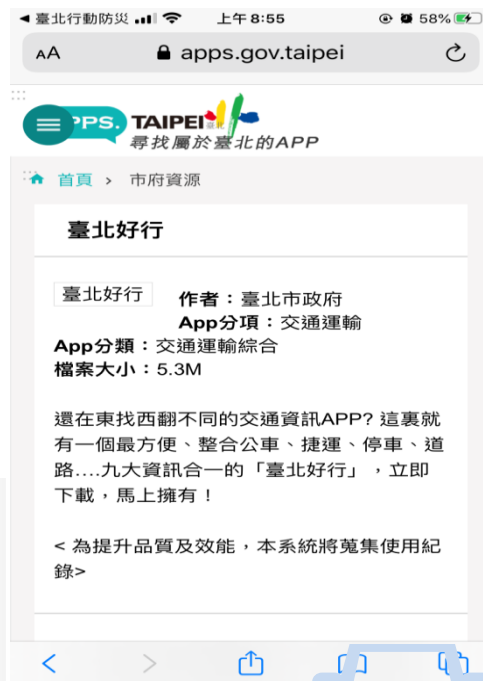 ◀ 臺北行動防災 上午 8:55 58%
AA apps.gov.taipei
PPS. TAIPEI 臺北
尋找屬於臺北的APP
首頁 › 市府資源
臺北好行
臺北好行 作者：臺北市政府
App分項：交通運輸
App分類：交通運輸綜合
檔案大小：5.3M
還在東找西翻不同的交通資訊APP? 這裏就
有一個最方便、整合公車、捷運、停車、道
路....九大資訊合一的「臺北好行」，立即
下載，馬上擁有！
< 為提升品質及效能，本系統將蒐集使用紀
錄>